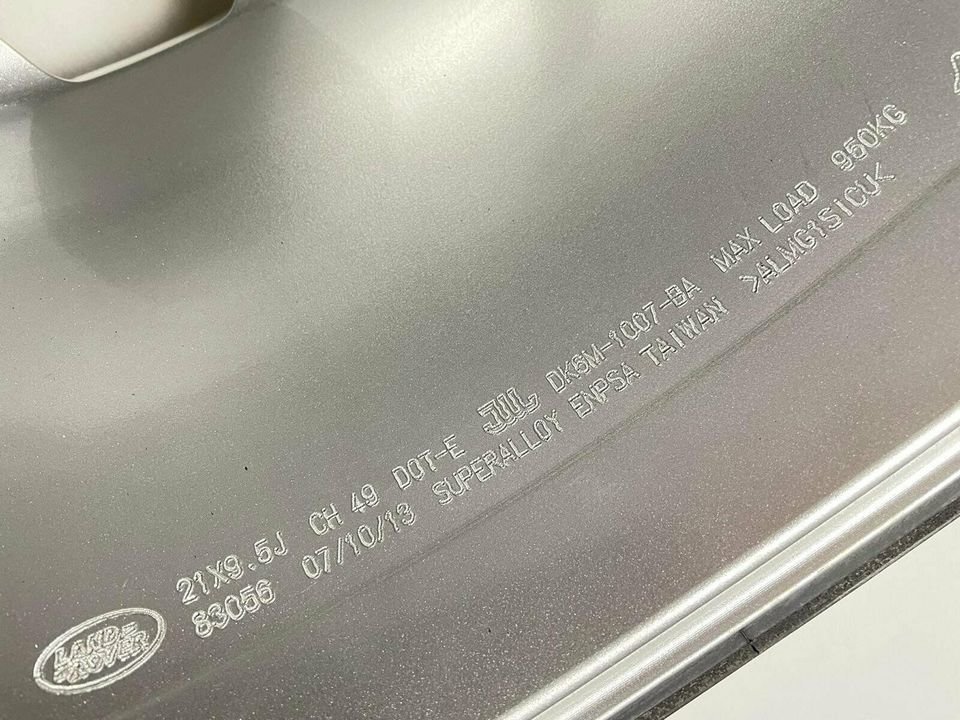 LAND-
-ROVER
21X9.5J CH 49 DOT-E JWL DK6M-1007-BA MAX LOAD 950KG
83056 07/10/13 SUPERALLOY ENPSA TAIWAN >ALMG1SICUK